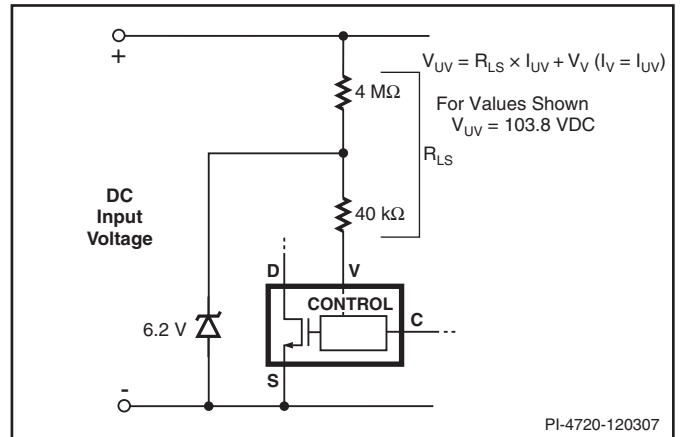 +
V_UV = R_LS × I_UV + V_V (I_V = I_UV)
4 MΩ
For Values Shown
V_UV = 103.8 VDC
R_LS
DC
Input
Voltage
40 kΩ
D
V
CONTROL
C
6.2 V
S
-
PI-4720-120307